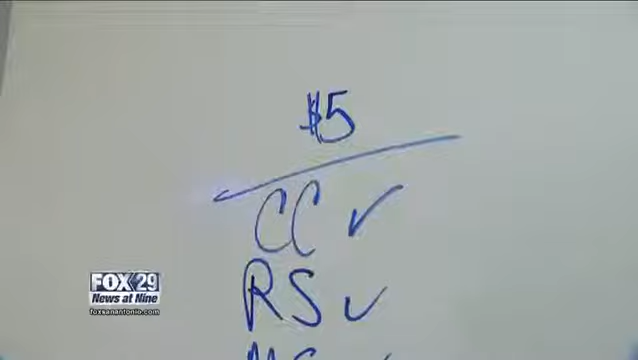 $5
CC ✓
RS ✓
FOX 29
News at Nine
foxsanantonio.com